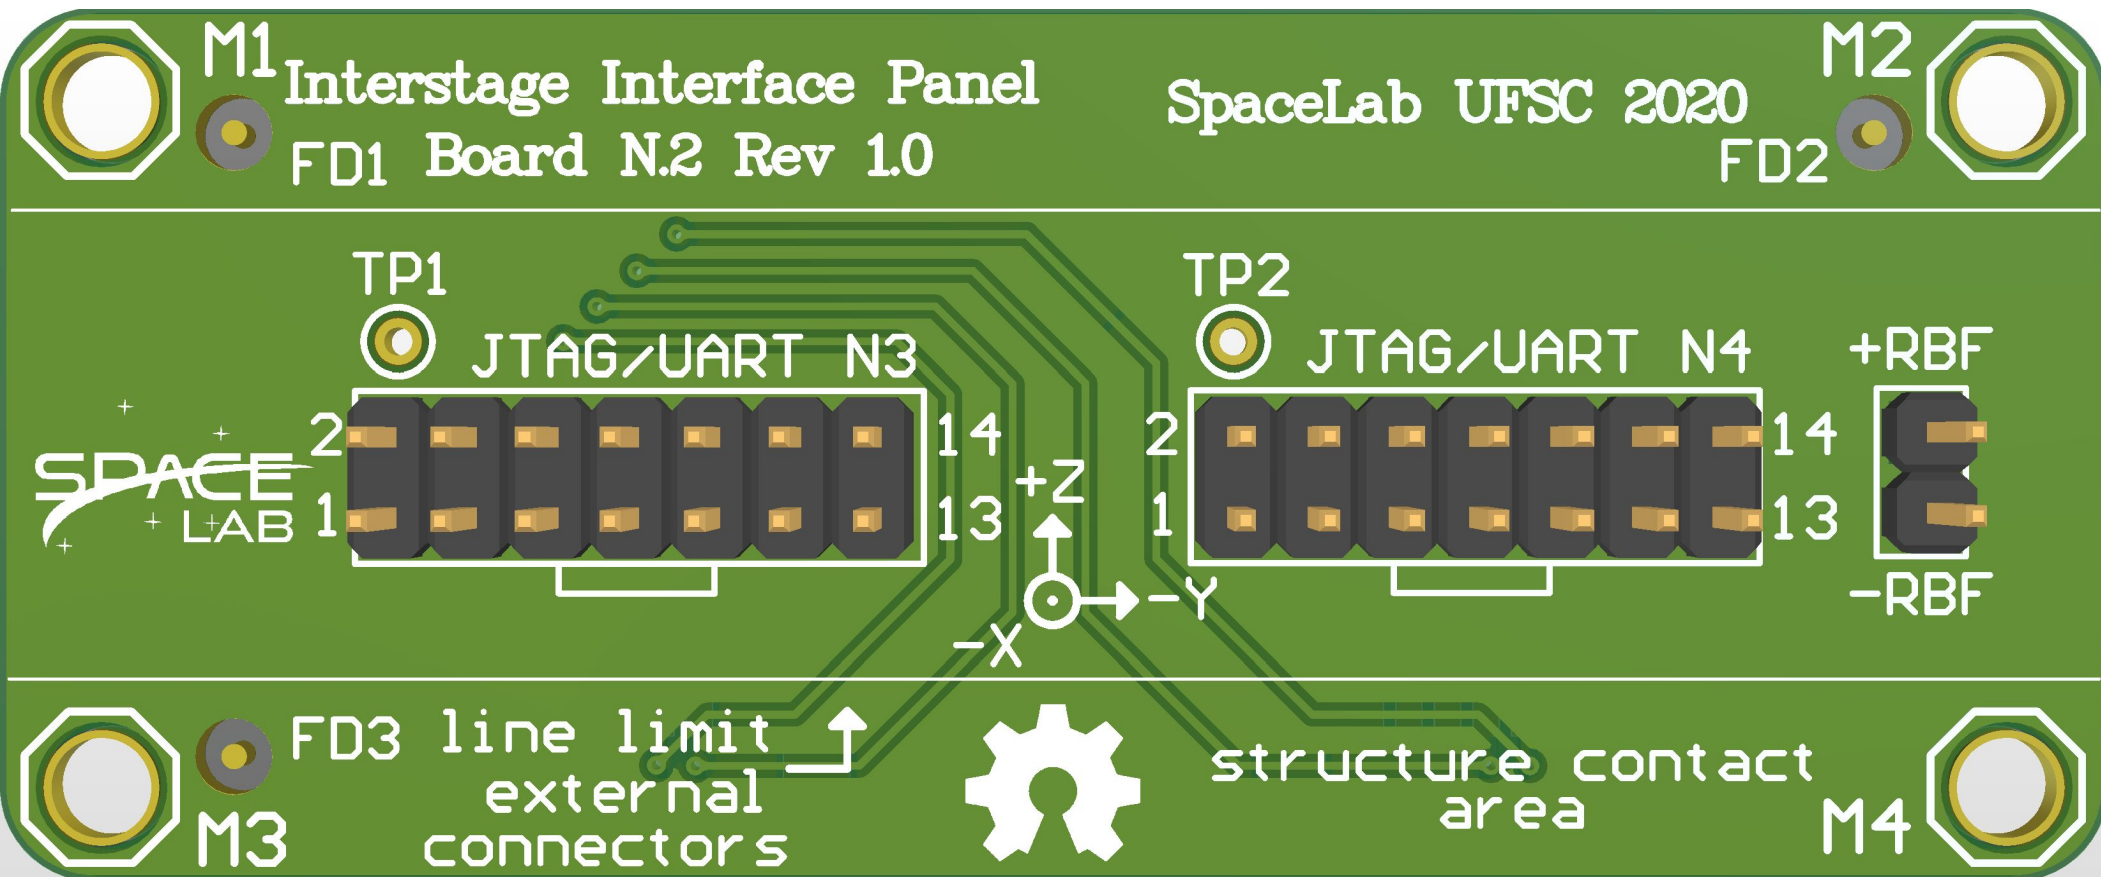 M1
Interstage Interface Panel
Board N.2 Rev 1.0
FD1
SpaceLab UFSC 2020
M2
FD2
TP1
JTAG/UART N3
TP2
JTAG/UART N4
+RBF
2
14
1
13
2
14
1
13
SPACE
LAB
+Z
-Y
-X
-RBF
FD3
line limit
external
connectors
M3
structure contact
area
M4